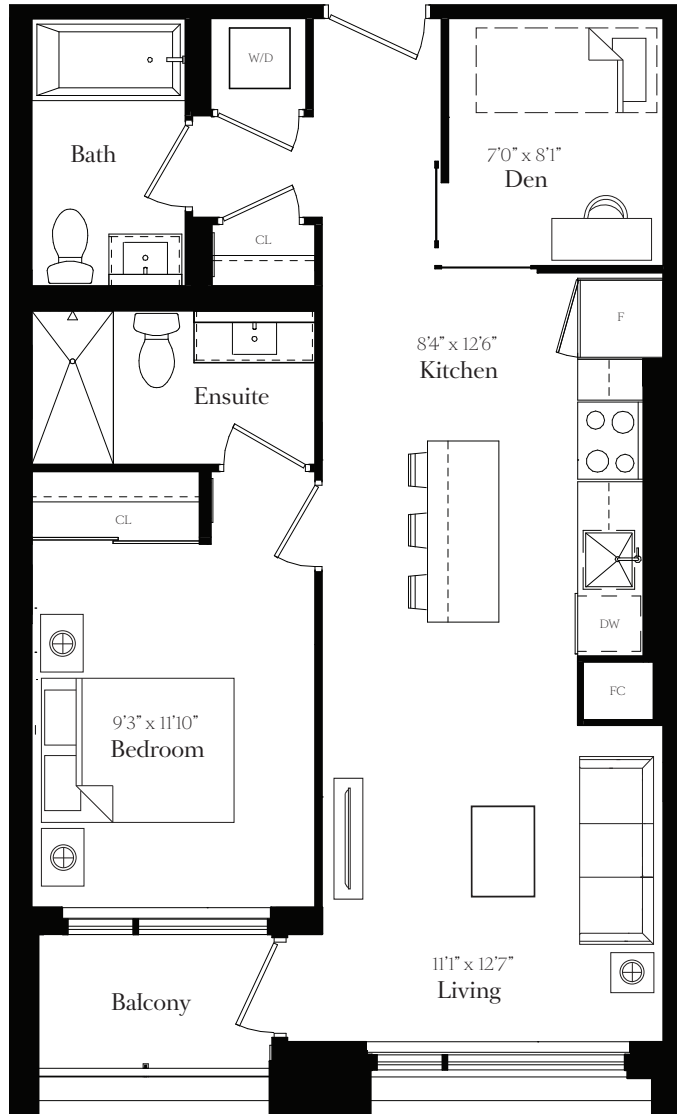 W/D
Bath
7'0" x 8'1"
Den
CL
8'4" x 12'6"
Kitchen
F
Ensuite
CL
DW
FC
9'3" x 11'10"
Bedroom
11'1" x 12'7"
Living
Balcony